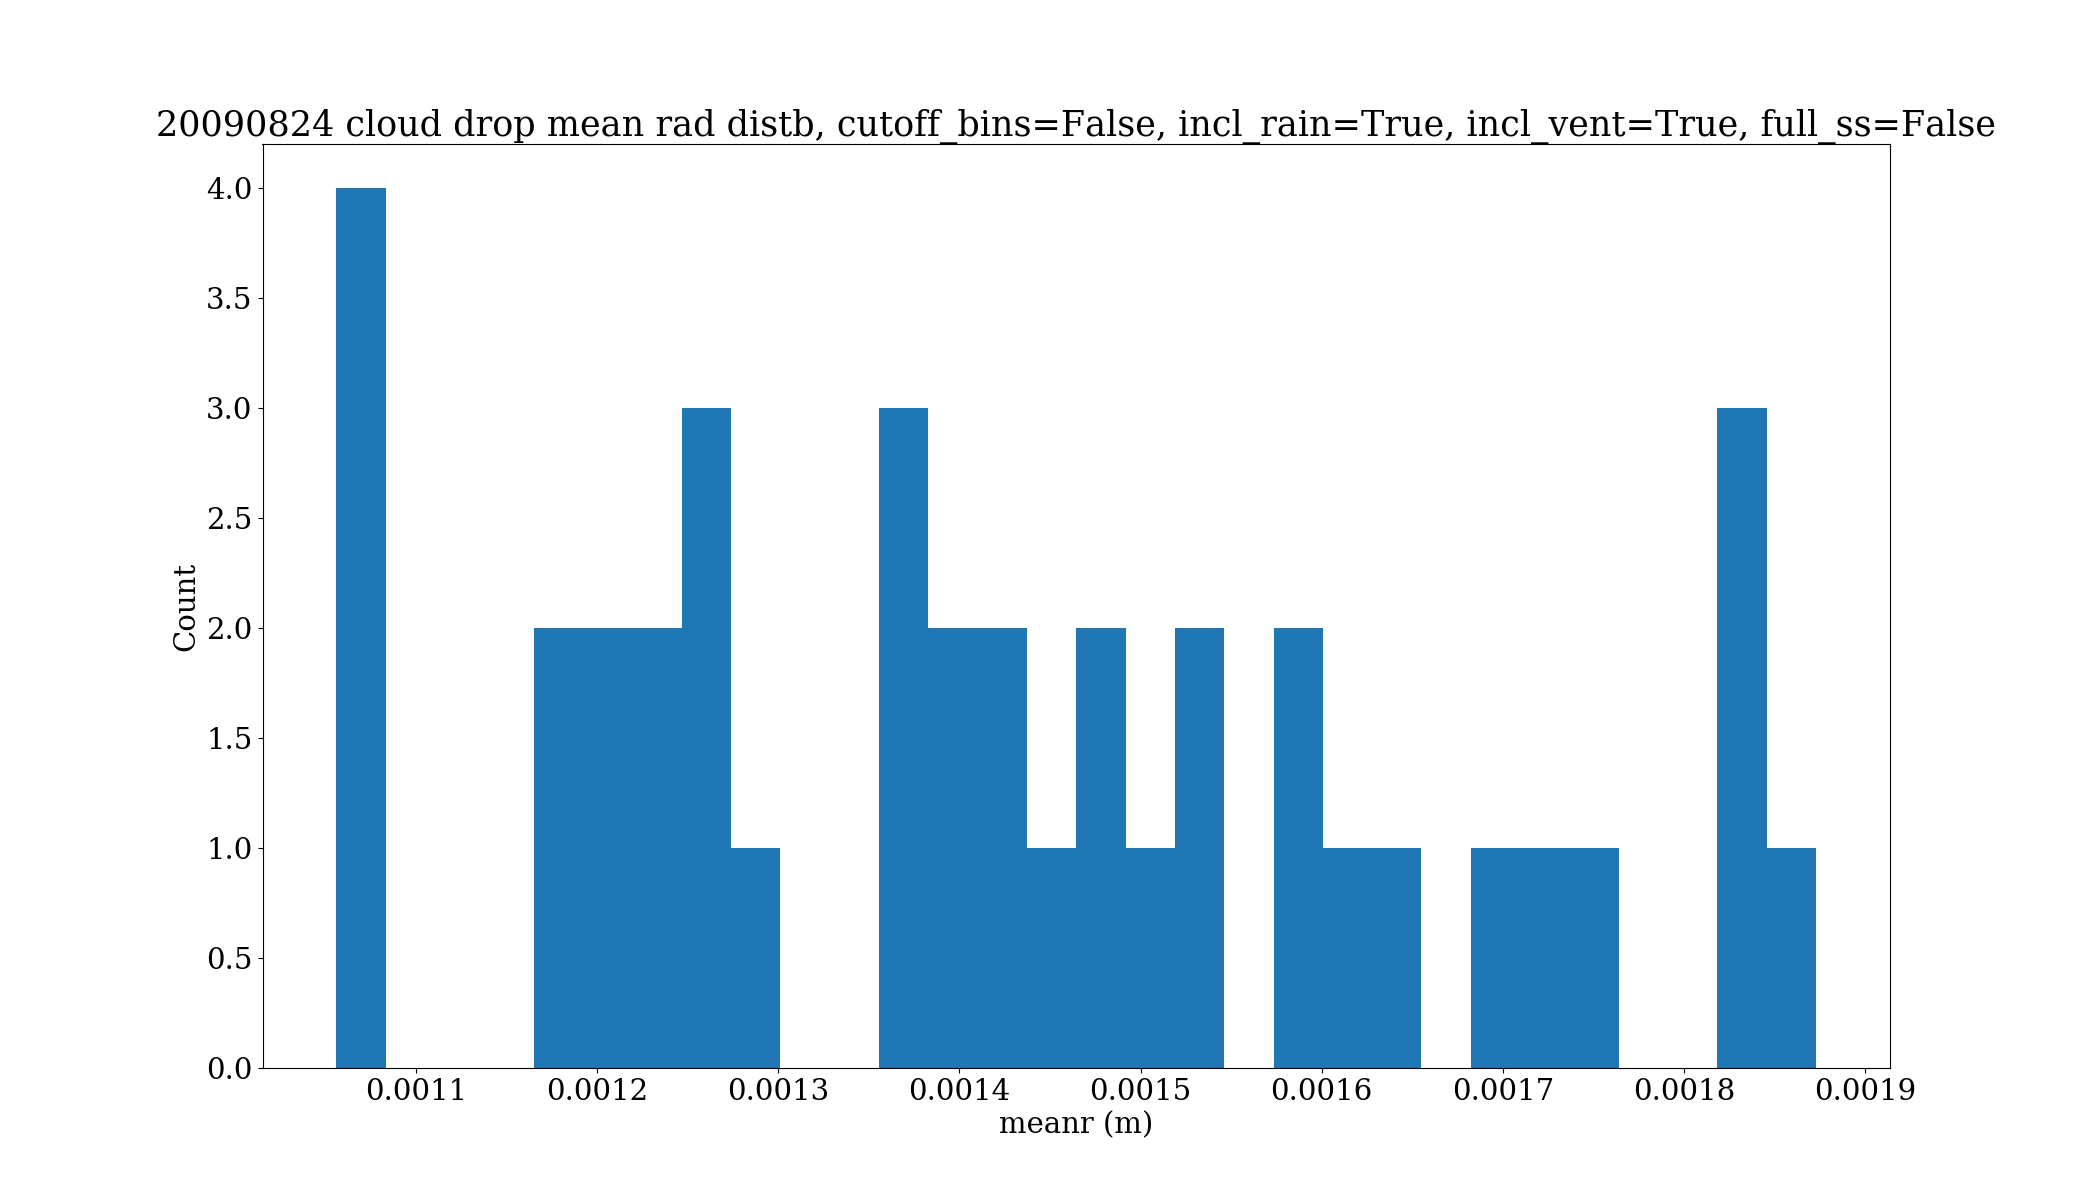 20090824 cloud drop mean rad distb, cutoff_bins=False, incl_rain=True, incl_vent=True, full_ss=False
4.0
3.5
3.0
2.5
2.0
1.5
1.0
0.5
0.0
Count
0.0011 0.0012 0.0013 0.0014 0.0015 0.0016 0.0017 0.0018 0.0019
meanr (m)